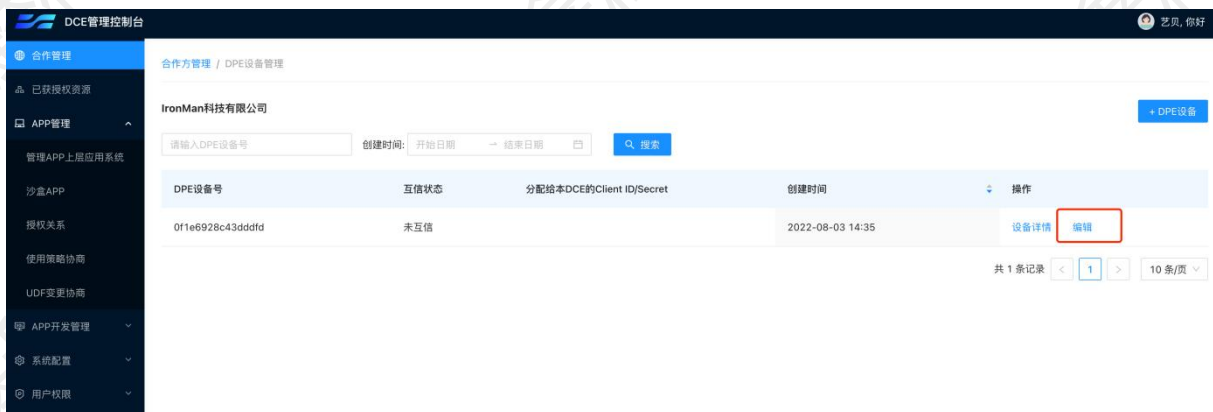 DCE管理控制台
艺贝, 你好
合作管理
已获授权资源
APP管理
管理APP上层应用系统
沙盒APP
授权关系
使用策略协商
UDF变更协商
APP开发管理
系统配置
用户权限
合作方管理 / DPE设备管理
IronMan科技有限公司
+ DPE设备
请输入DPE设备号 创建时间: 开始日期 → 结束日期 搜索
DPE设备号 互信状态 分配给本DCE的Client ID/Secret 创建时间 操作
0f1e6928c43dddfd 未互信 2022-08-03 14:35 设备详情 编辑
共 1 条记录 < 1 > 10 条/页